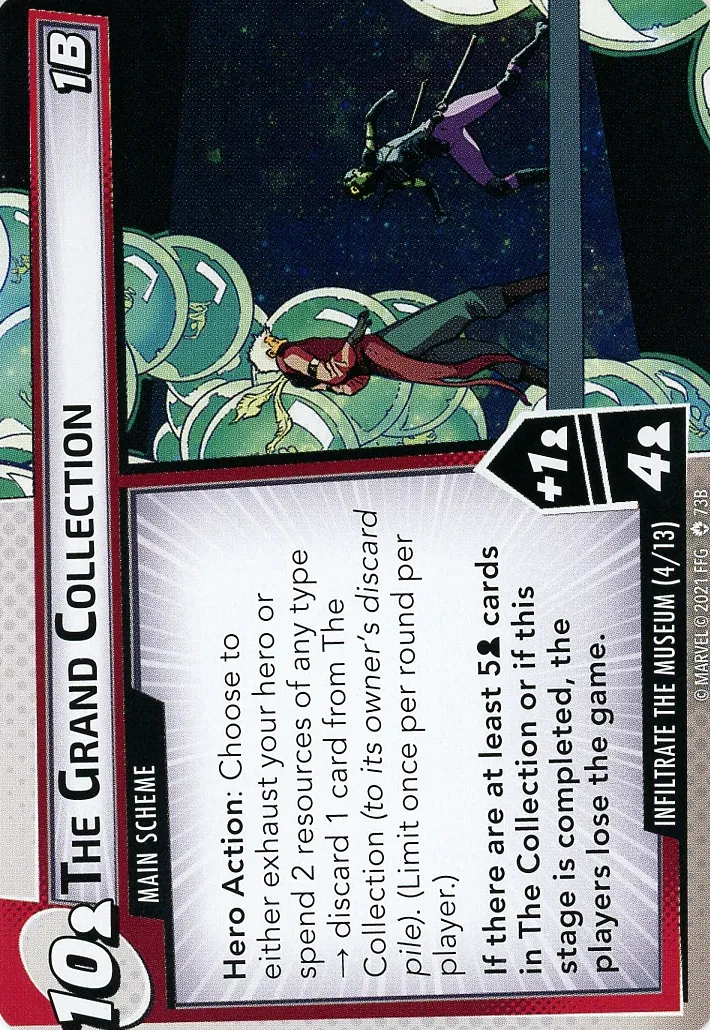 10
THE GRAND COLLECTION
1B
MAIN SCHEME
Hero Action: Choose to
either exhaust your hero or
spend 2 resources of any type
→ discard 1 card from The
Collection (to its owner's discard
pile). (Limit once per round per
player.)
If there are at least 5 cards
in The Collection or if this
stage is completed, the
players lose the game.
+1
4
INFILTRATE THE MUSEUM (4/13)
© MARVEL © 2021 FFG 73B